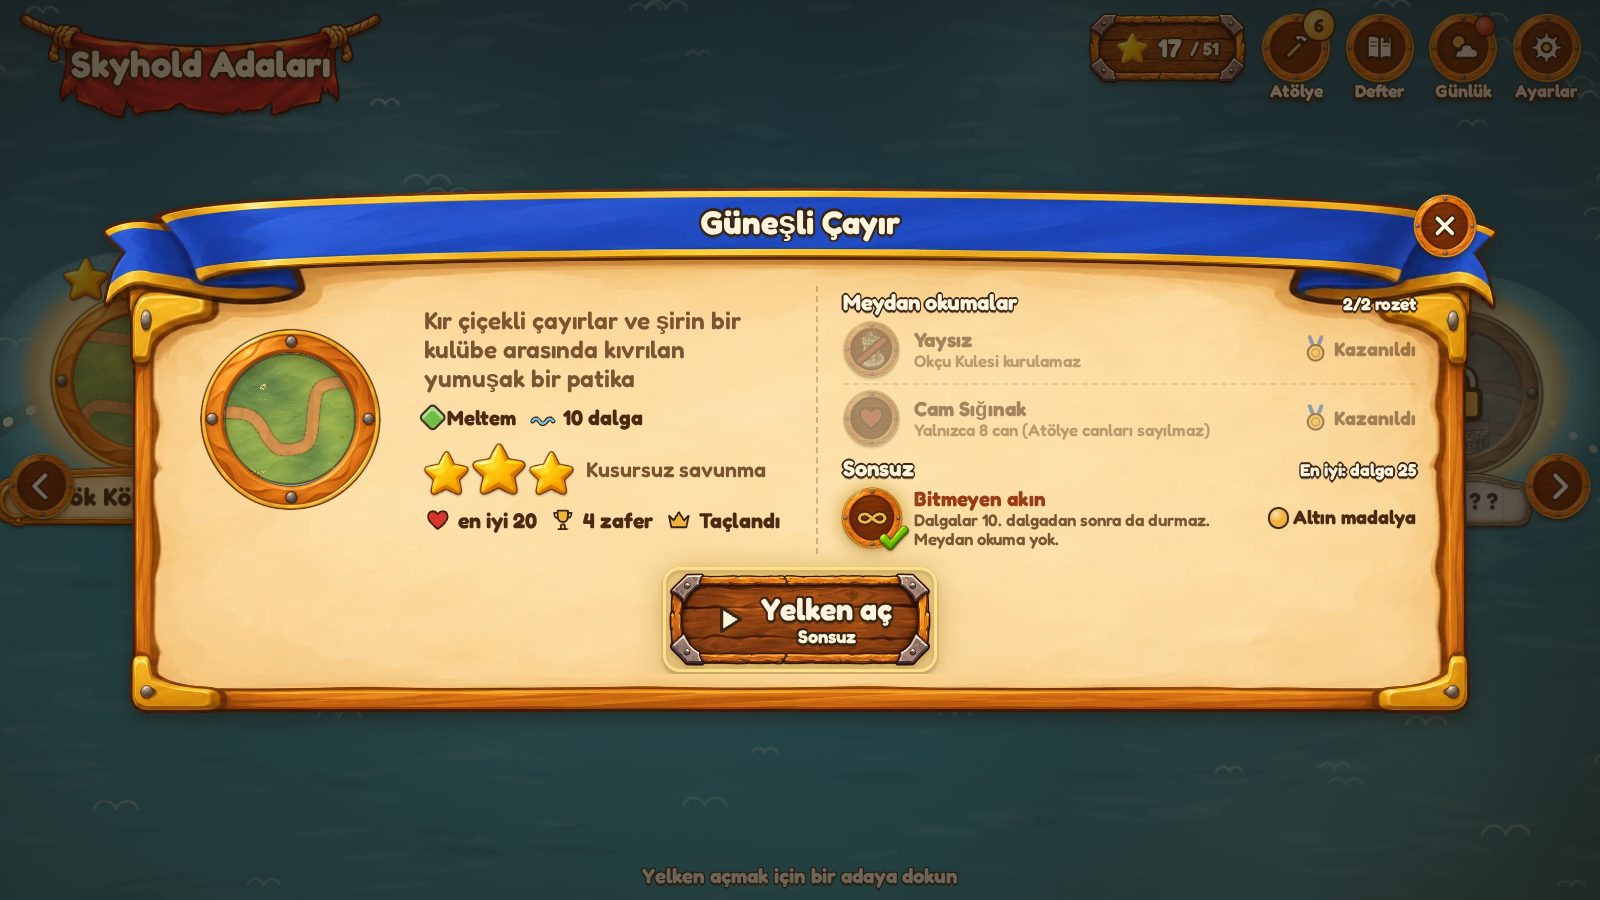 Skyhold Adaları
17 / 51
6
Atölye
Defter
Günlük
Ayarlar
Güneşli Çayır
Kır çiçekli çayırlar ve şirin bir
kulübe arasında kıvrılan
yumuşak bir patika
Meltem
10 dalga
Kusursuz savunma
en iyi 20
4 zafer
Taçlandı
Meydan okumalar
2/2 rozet
Yaysız
Okçu Kulesi kurulamaz
Kazanıldı
Cam Sığınak
Yalnızca 8 can (Atölye canları sayılmaz)
Kazanıldı
Sonsuz
En iyi: dalga 25
Bitmeyen akın
Dalgalar 10. dalgadan sonra da durmaz.
Meydan okuma yok.
Altın madalya
Yelken aç
Sonsuz
? ?
Yelken açmak için bir adaya dokun